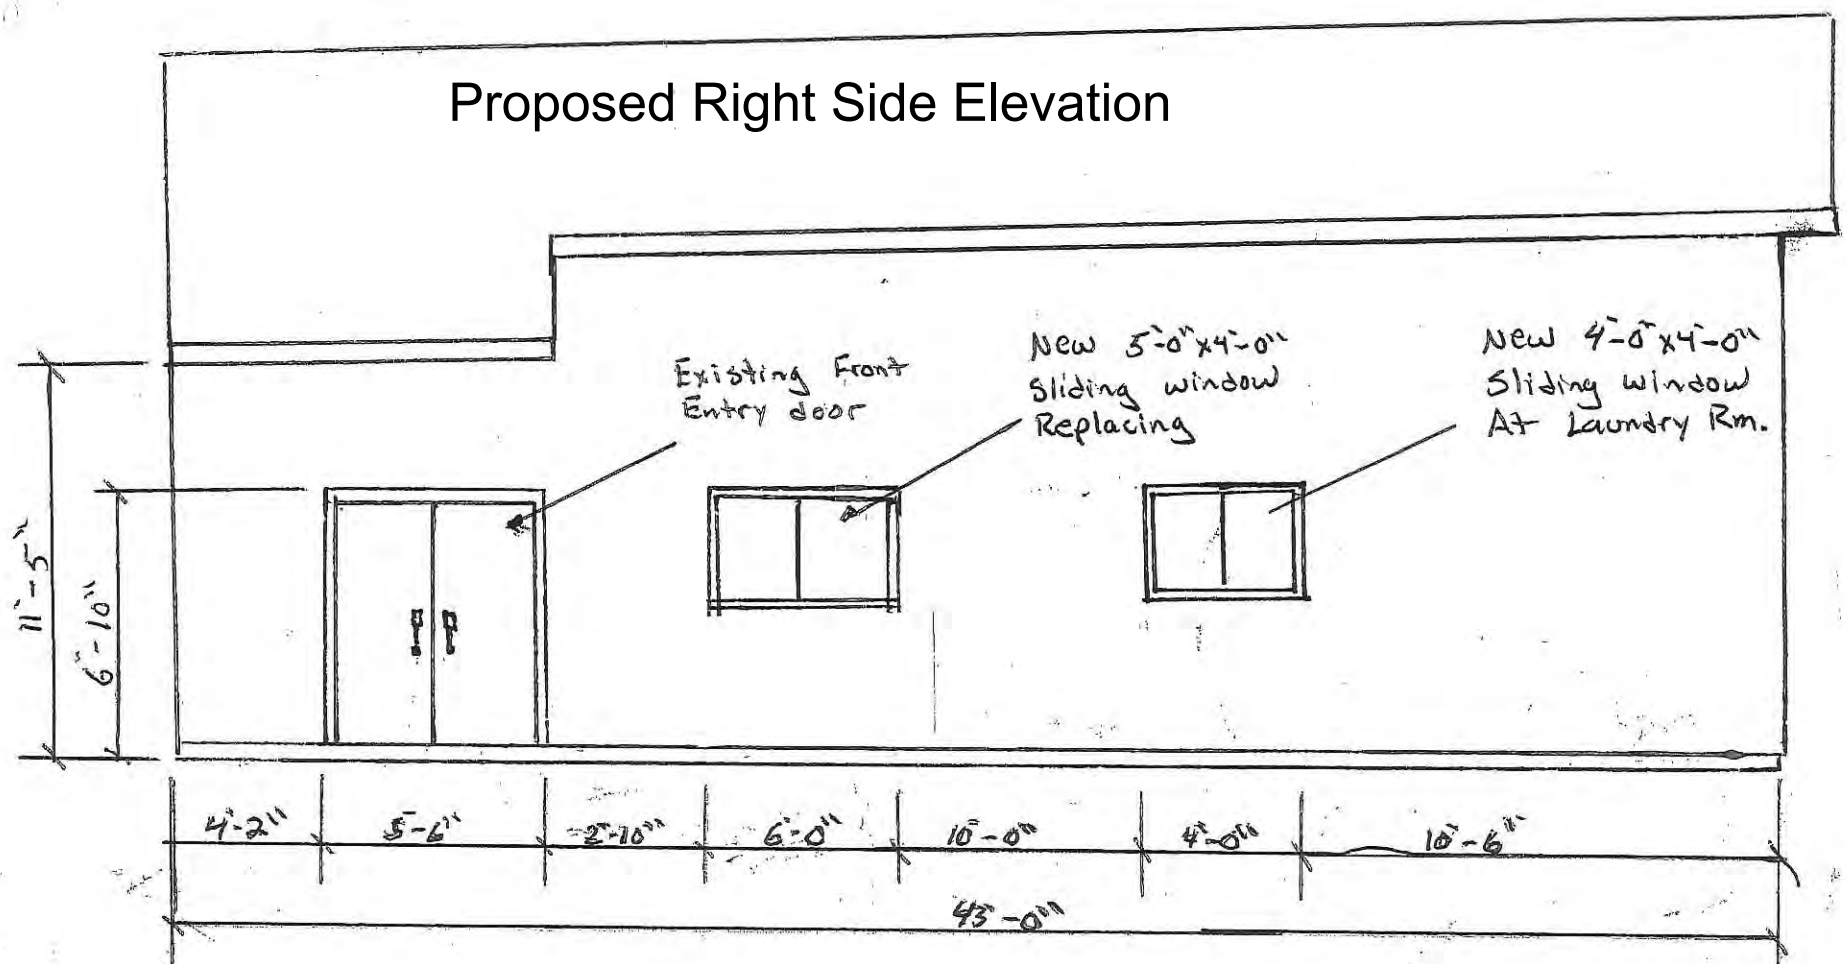 Proposed Right Side Elevation
Existing Front
Entry door
New 5'-0"x4'-0"
Sliding window
Replacing
New 4'-0"x4'-0"
Sliding window
At Laundry Rm.
11'-5"
6'-10"
4'-2"
5'-6"
2'-10"
6'-0"
10'-0"
4'-0"
10'-6"
43'-0"